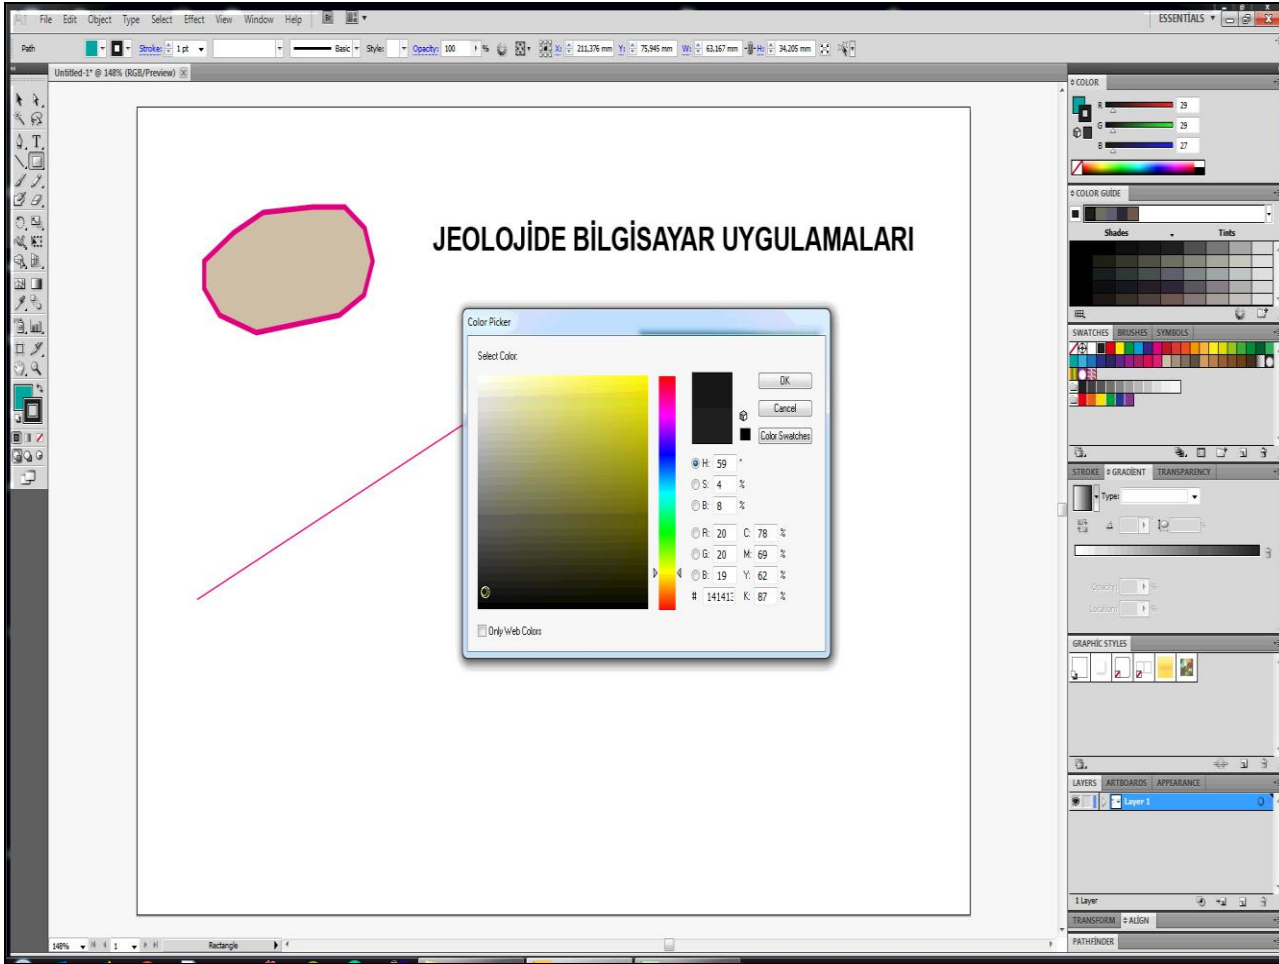 File Edit Object Type Select Effect View Window Help Br ESSENTIALS
Path Stroke: 1 pt Basic Style: Opacity: 100 % X: 211,376 mm Y: 75,945 mm W: 63,167 mm H: 34,205 mm
Untitled-1* @ 148% (RGB/Preview)
JEOLOJİDE BİLGİSAYAR UYGULAMALARI
Color Picker
Select Color:
OK
Cancel
Color Swatches
H: 59 °
S: 4 %
B: 8 %
R: 20 C: 78 %
G: 20 M: 69 %
B: 19 Y: 62 %
# 141413 K: 87 %
Only Web Colors
COLOR
R 29
G 29
B 27
COLOR GUIDE
Shades Tints
SWATCHES BRUSHES SYMBOLS
STROKE GRADIENT TRANSPARENCY
Type:
Opacity: %
Location: %
GRAPHIC STYLES
LAYERS ARTBOARDS APPEARANCE
Layer 1
1 Layer
TRANSFORM ALIGN
PATHFINDER
148% 1 Rectangle